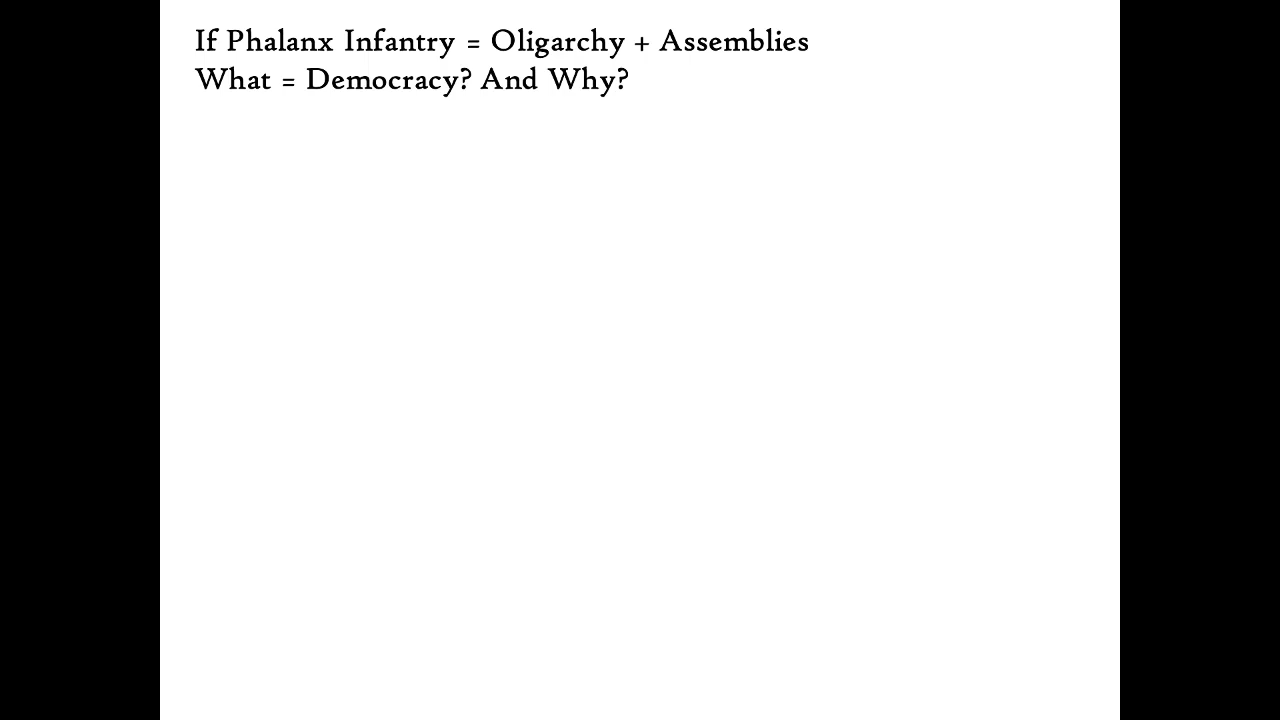 If Phalanx Infantry = Oligarchy + Assemblies
What = Democracy? And Why?